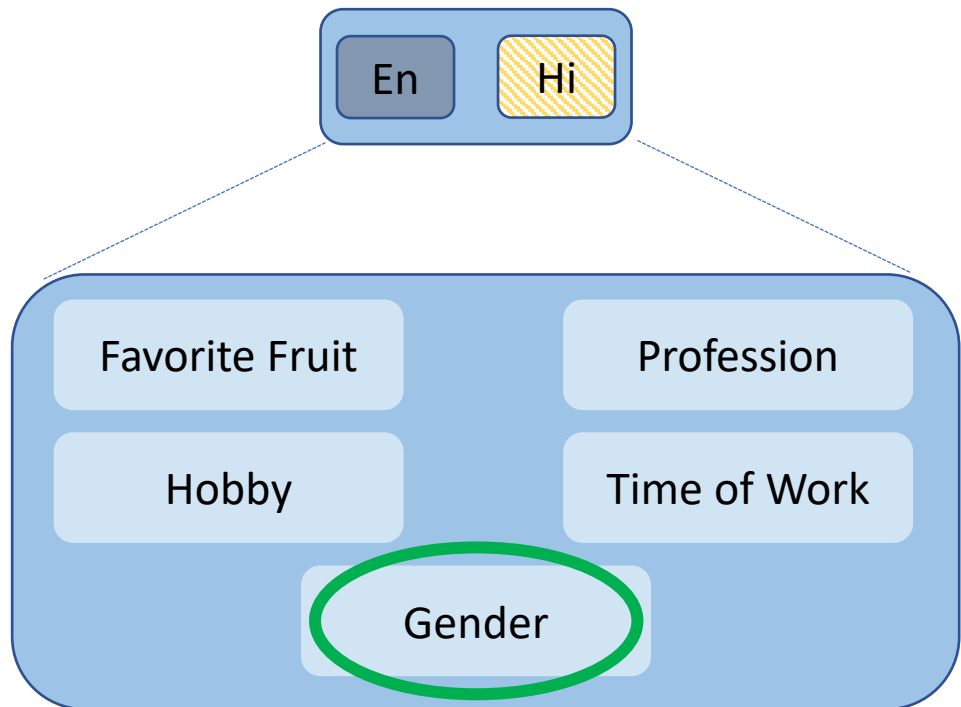 En
Hi
Favorite Fruit
Profession
Hobby
Time of Work
Gender